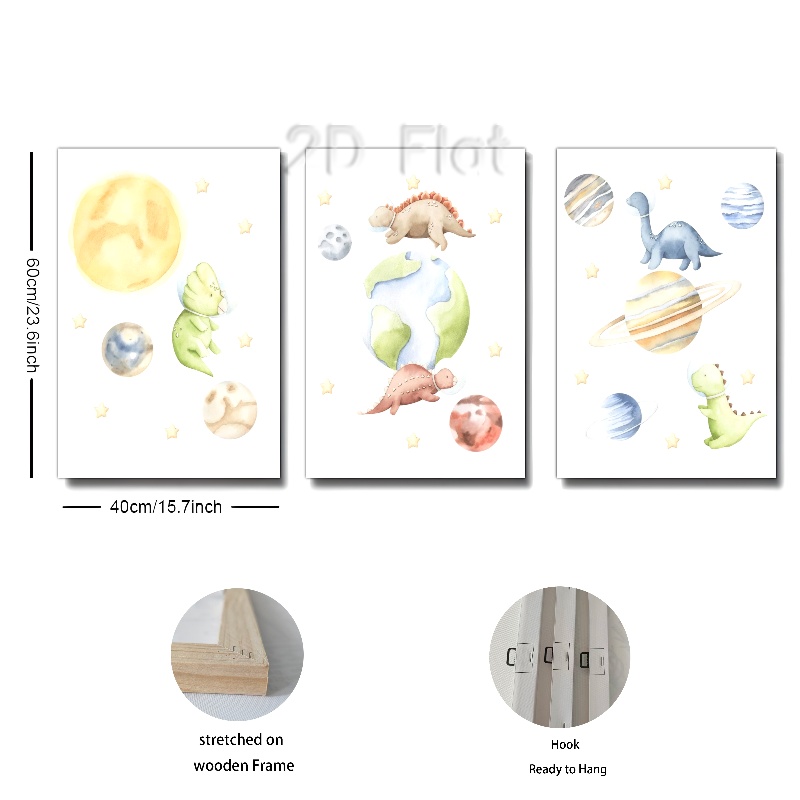 2D Flat
60cm/23.6inch
40cm/15.7inch
stretched on
wooden Frame
Hook
Ready to Hang